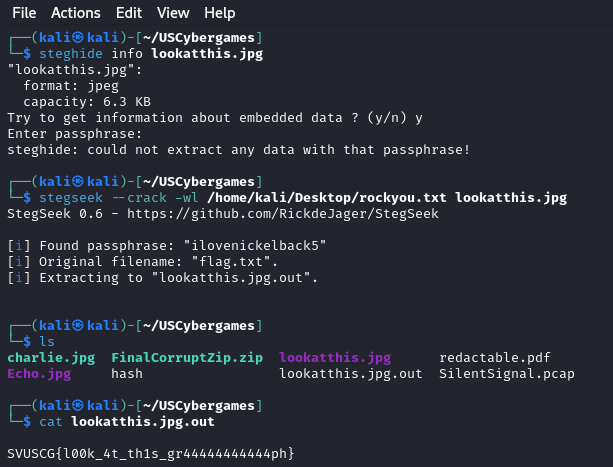 File Actions Edit View Help
┌──(kali㉿kali)-[~/USCybergames]
└─$ steghide info lookatthis.jpg
"lookatthis.jpg":
  format: jpeg
  capacity: 6.3 KB
Try to get information about embedded data ? (y/n) y
Enter passphrase:
steghide: could not extract any data with that passphrase!
┌──(kali㉿kali)-[~/USCybergames]
└─$ stegseek --crack -wl /home/kali/Desktop/rockyou.txt lookatthis.jpg
StegSeek 0.6 - https://github.com/RickdeJager/StegSeek
[i] Found passphrase: "ilovenickelback5"
[i] Original filename: "flag.txt".
[i] Extracting to "lookatthis.jpg.out".
┌──(kali㉿kali)-[~/USCybergames]
└─$ ls
charlie.jpg  FinalCorruptZip.zip  lookatthis.jpg      redactable.pdf
Echo.jpg     hash                 lookatthis.jpg.out  SilentSignal.pcap
┌──(kali㉿kali)-[~/USCybergames]
└─$ cat lookatthis.jpg.out
SVUSCG{l00k_4t_th1s_gr44444444444ph}